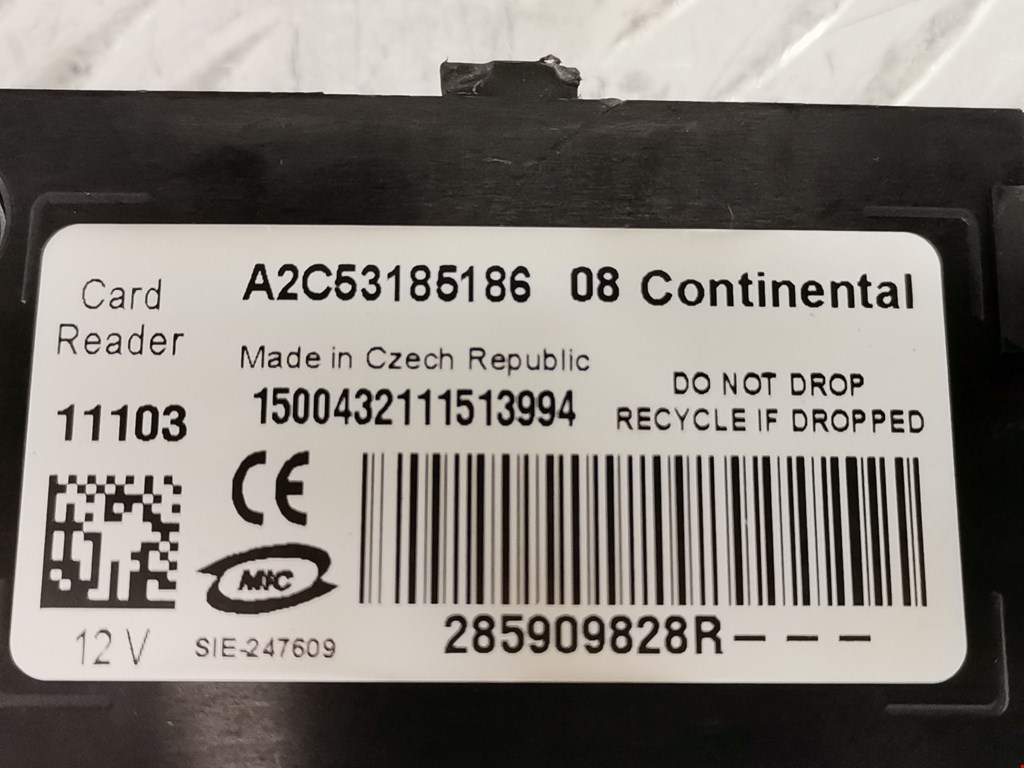 Card
Reader
11103
A2C53185186 08 Continental
Made in Czech Republic
1500432111513994
DO NOT DROP
RECYCLE IF DROPPED
CE
MIC
12 V
SIE-247609
285909828R---